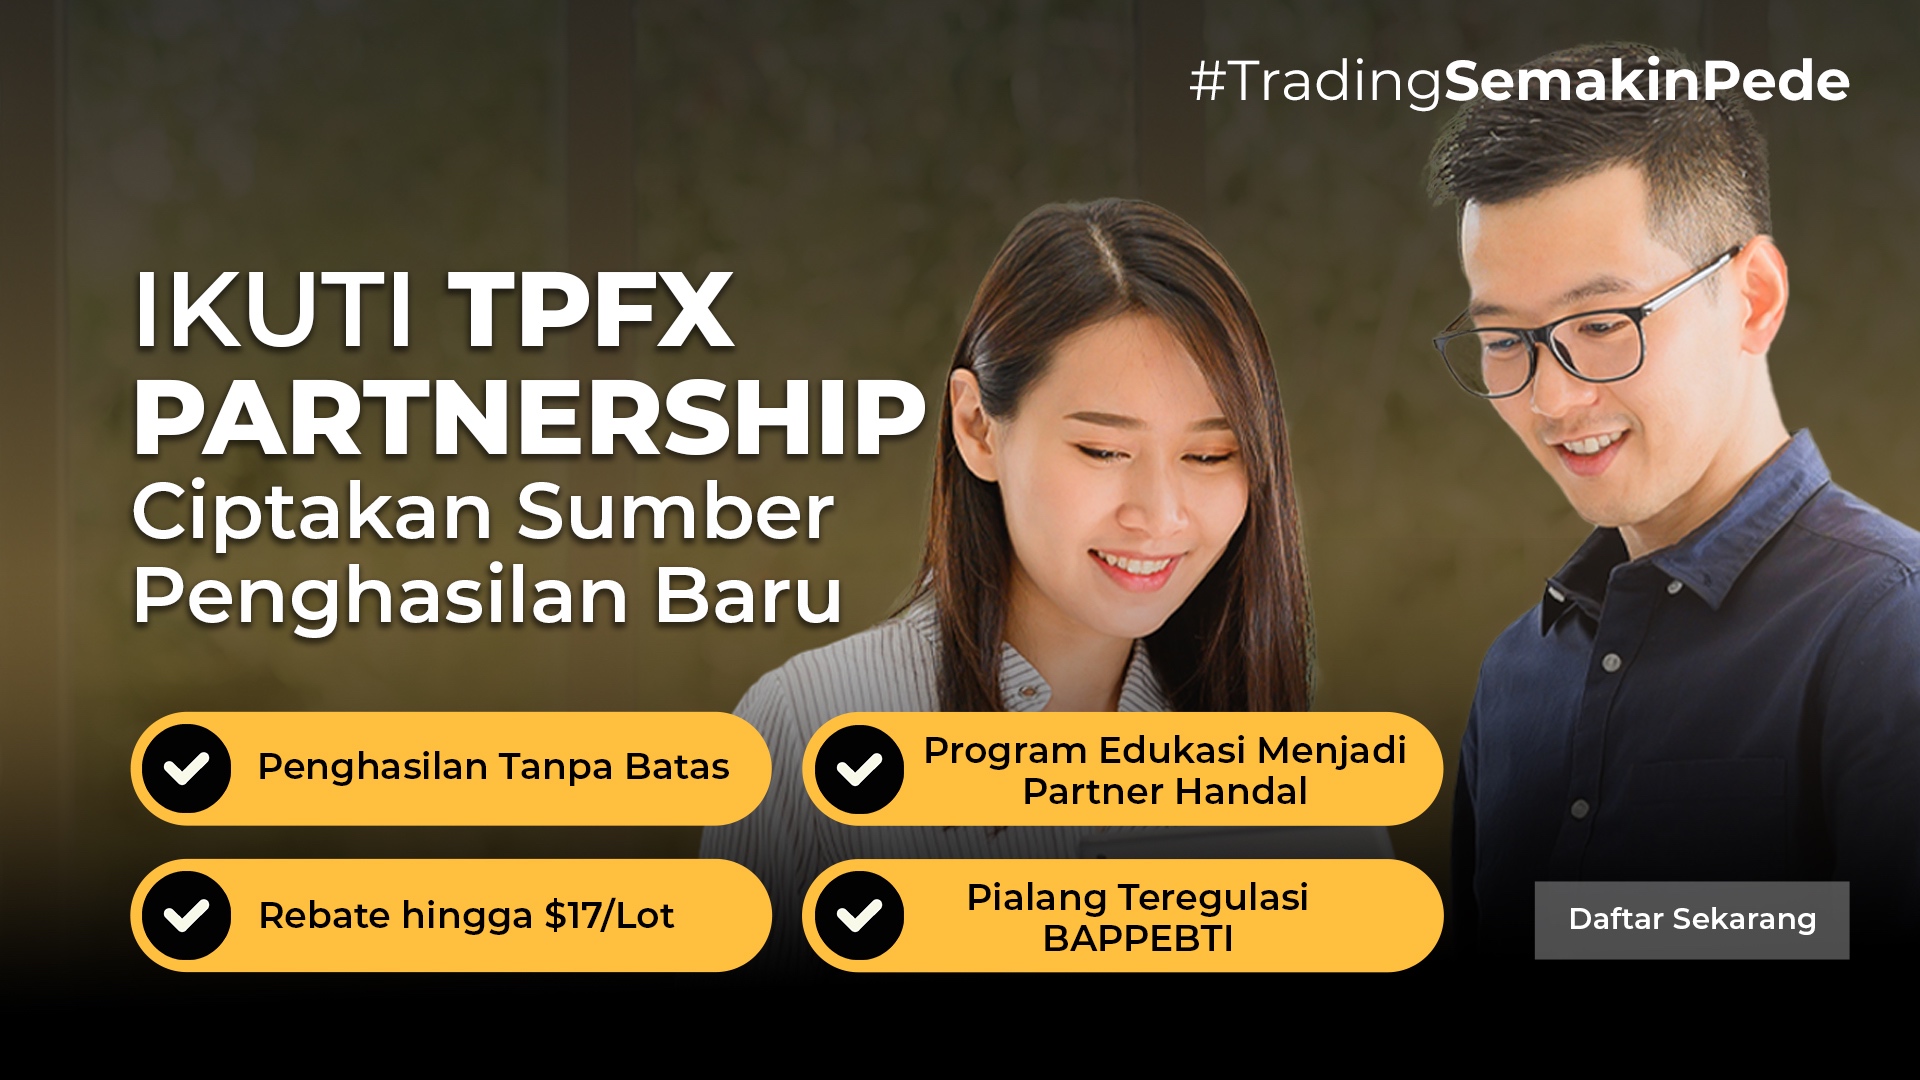 #TradingSemakinPede
IKUTI TPFX
PARTNERSHIP
Ciptakan Sumber
Penghasilan Baru
Penghasilan Tanpa Batas
Program Edukasi Menjadi
Partner Handal
Rebate hingga $17/Lot
Pialang Teregulasi
BAPPEBTI
Daftar Sekarang